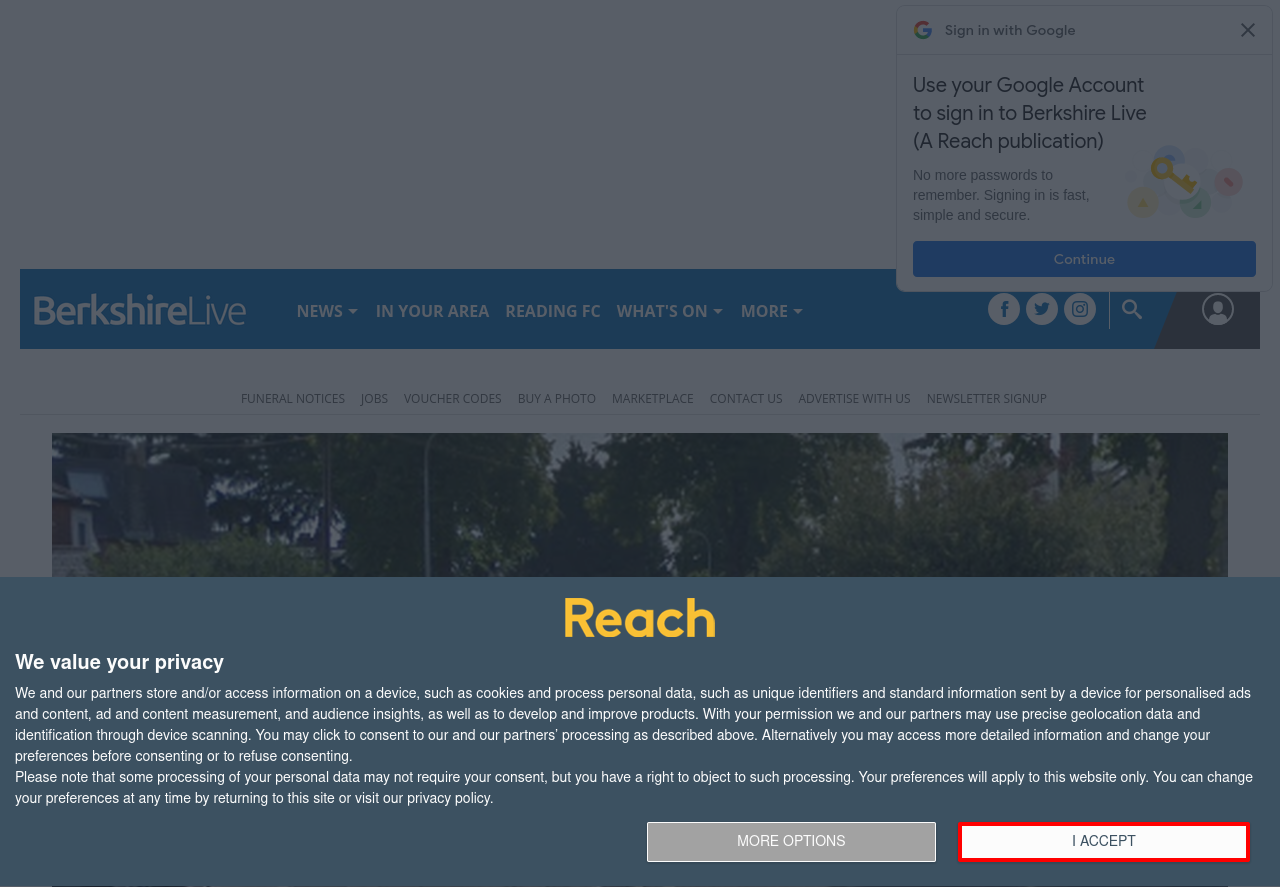 Sign in with Google
Use your Google Account
to sign in to Berkshire Live
(A Reach publication)
No more passwords to
remember. Signing in is fast,
simple and secure.
Continue
BerkshireLive
NEWS IN YOUR AREA READING FC WHAT'S ON MORE
FUNERAL NOTICES JOBS VOUCHER CODES BUY A PHOTO MARKETPLACE CONTACT US ADVERTISE WITH US NEWSLETTER SIGNUP
Reach
We value your privacy
We and our partners store and/or access information on a device, such as cookies and process personal data, such as unique identifiers and standard information sent by a device for personalised ads
and content, ad and content measurement, and audience insights, as well as to develop and improve products. With your permission we and our partners may use precise geolocation data and
identification through device scanning. You may click to consent to our and our partners’ processing as described above. Alternatively you may access more detailed information and change your
preferences before consenting or to refuse consenting.
Please note that some processing of your personal data may not require your consent, but you have a right to object to such processing. Your preferences will apply to this website only. You can change
your preferences at any time by returning to this site or visit our privacy policy.
MORE OPTIONS I ACCEPT